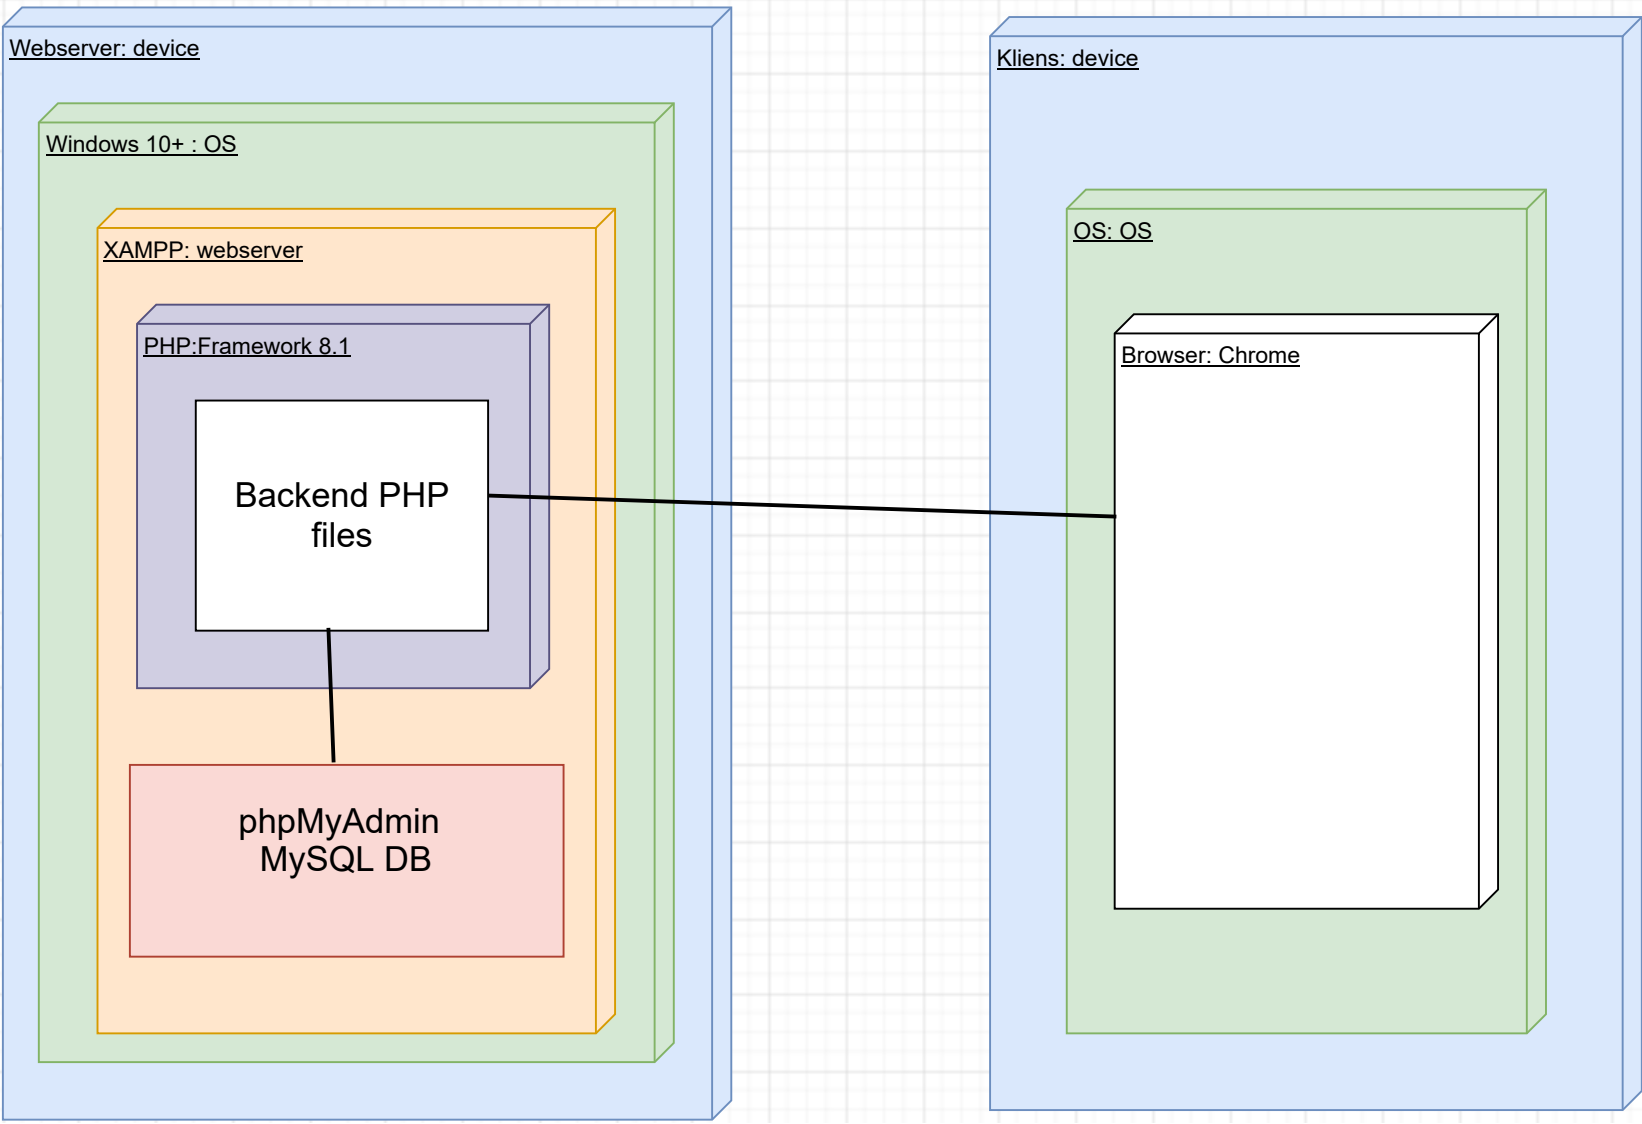 Webserver: device
Windows 10+ : OS
XAMPP: webserver
PHP:Framework 8.1
Backend PHP
files
phpMyAdmin
MySQL DB
Kliens: device
OS: OS
Browser: Chrome